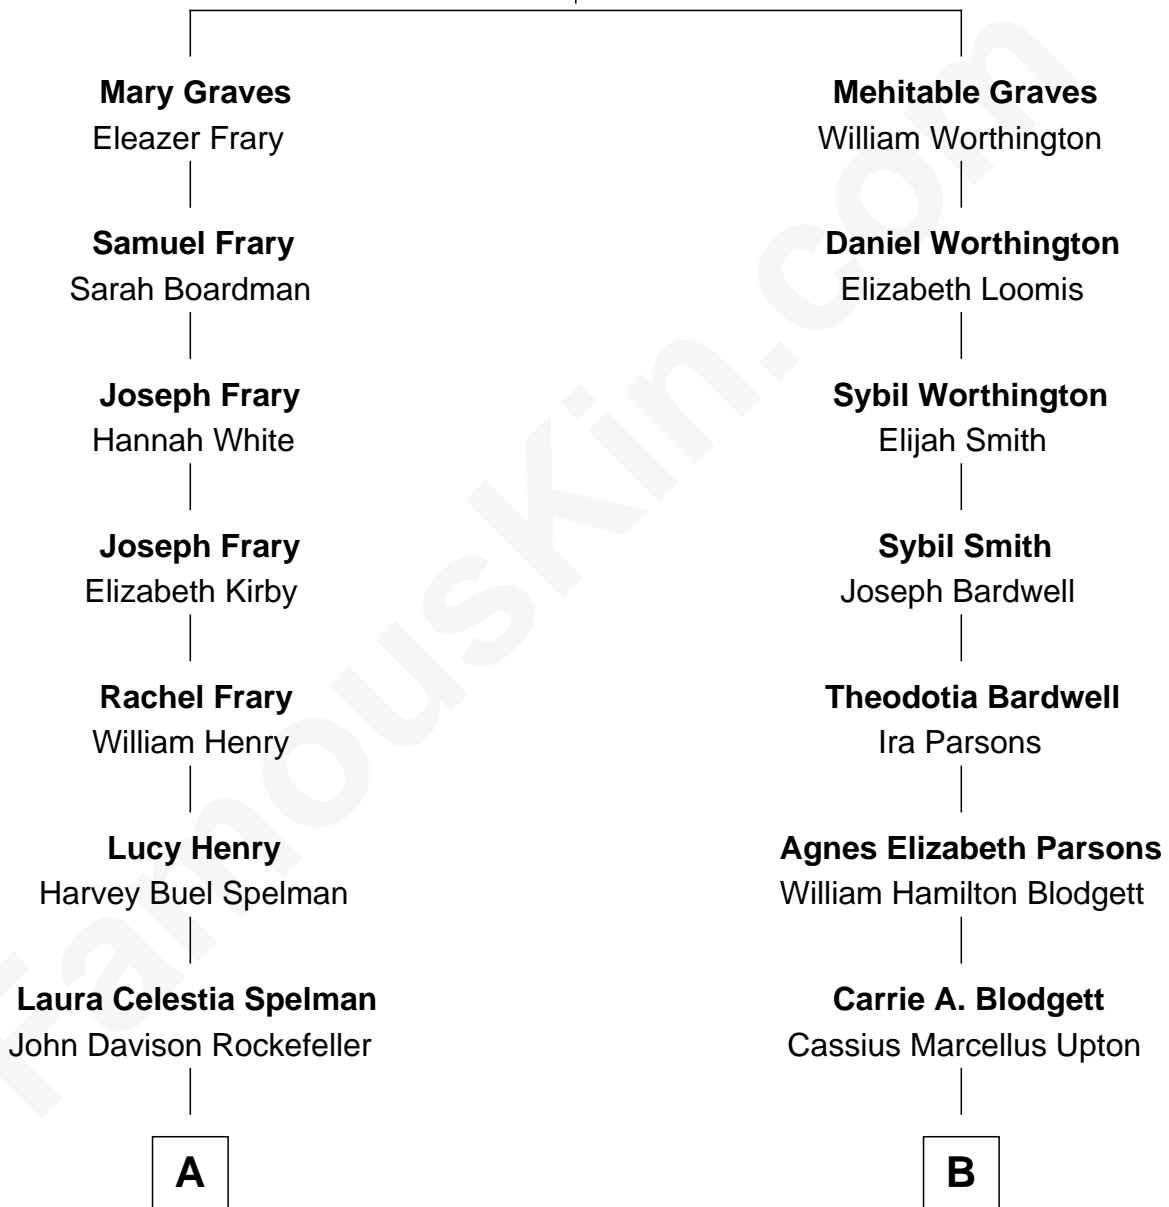 Mary Graves
Eleazer Frary
Samuel Frary
Sarah Boardman
Joseph Frary
Hannah White
Joseph Frary
Elizabeth Kirby
Rachel Frary
William Henry
Lucy Henry
Harvey Buel Spelman
Laura Celestia Spelman
John Davison Rockefeller
A
Mehitable Graves
William Worthington
Daniel Worthington
Elizabeth Loomis
Sybil Worthington
Elijah Smith
Sybil Smith
Joseph Bardwell
Theodotia Bardwell
Ira Parsons
Agnes Elizabeth Parsons
William Hamilton Blodgett
Carrie A. Blodgett
Cassius Marcellus Upton
B
FamousKin.com